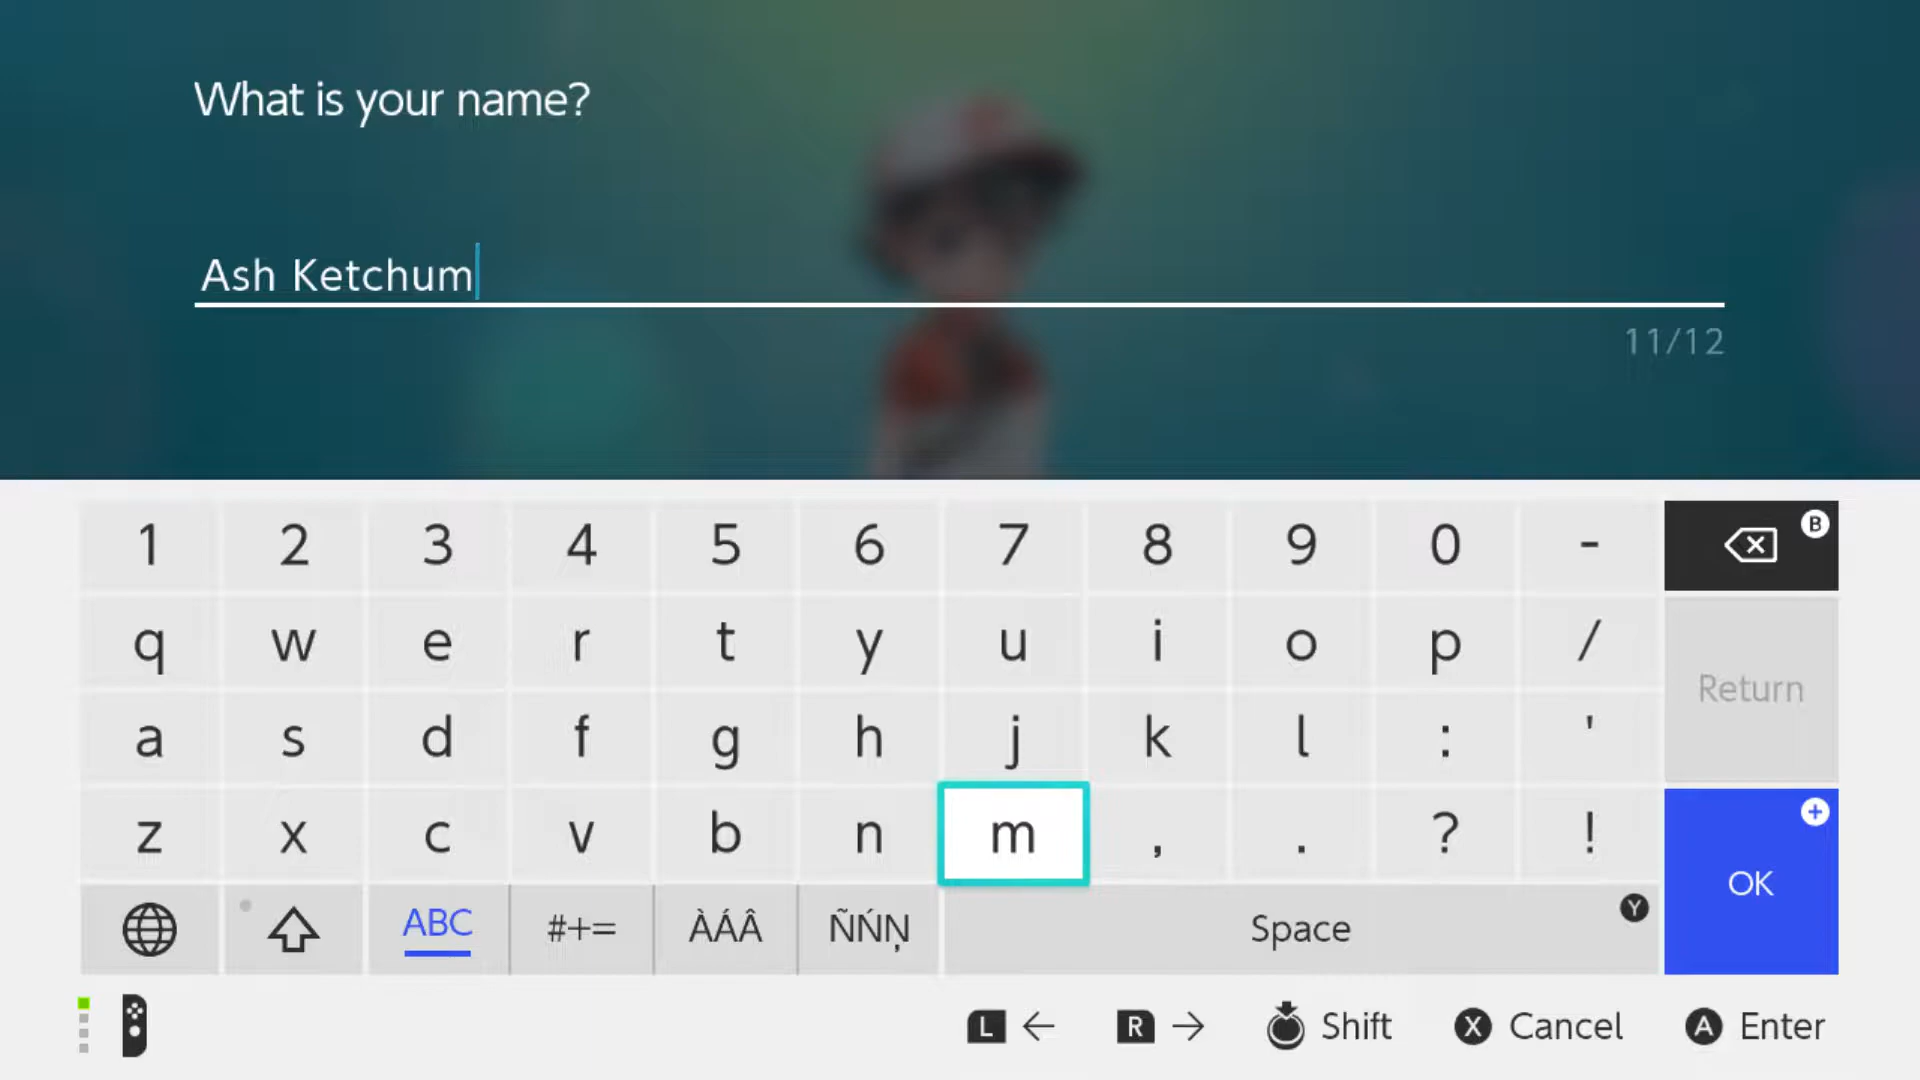 What is your name?
Ash Ketchum
11/12
1 2 3 4 5 6 7 8 9 0 - B
q w e r t y u i o p /
Return
a s d f g h j k l : '
z x c v b n m , . ? ! +
OK
ABC #+= ÀÁÂ ÑŃŅ Space Y
L ← R → Shift X Cancel A Enter